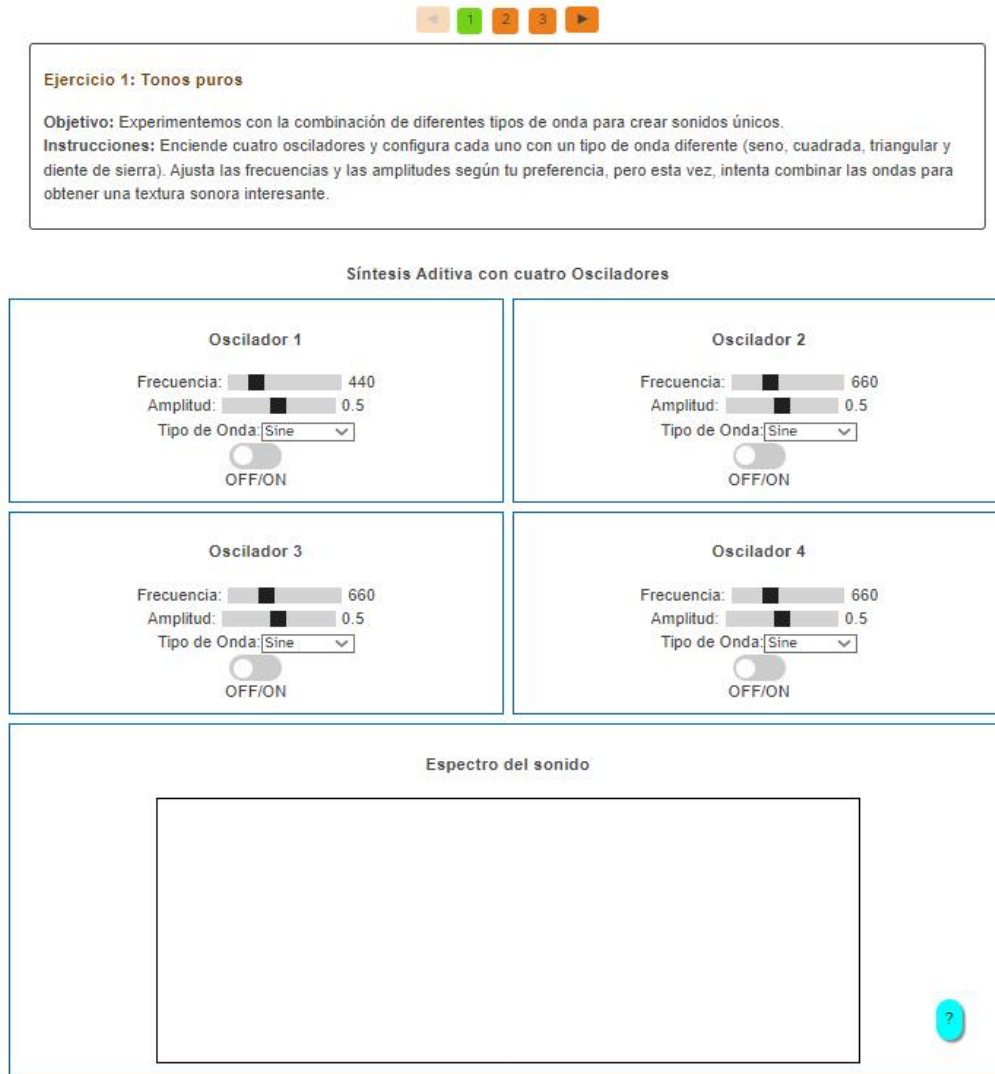 ◄ 1 2 3 ►
Ejercicio 1: Tonos puros
Objetivo: Experimentemos con la combinación de diferentes tipos de onda para crear sonidos únicos.
Instrucciones: Enciende cuatro osciladores y configura cada uno con un tipo de onda diferente (seno, cuadrada, triangular y
diente de sierra). Ajusta las frecuencias y las amplitudes según tu preferencia, pero esta vez, intenta combinar las ondas para
obtener una textura sonora interesante.
Síntesis Aditiva con cuatro Osciladores
Oscilador 1
Frecuencia: 440
Amplitud: 0.5
Tipo de Onda: Sine
OFF/ON
Oscilador 2
Frecuencia: 660
Amplitud: 0.5
Tipo de Onda: Sine
OFF/ON
Oscilador 3
Frecuencia: 660
Amplitud: 0.5
Tipo de Onda: Sine
OFF/ON
Oscilador 4
Frecuencia: 660
Amplitud: 0.5
Tipo de Onda: Sine
OFF/ON
Espectro del sonido
?